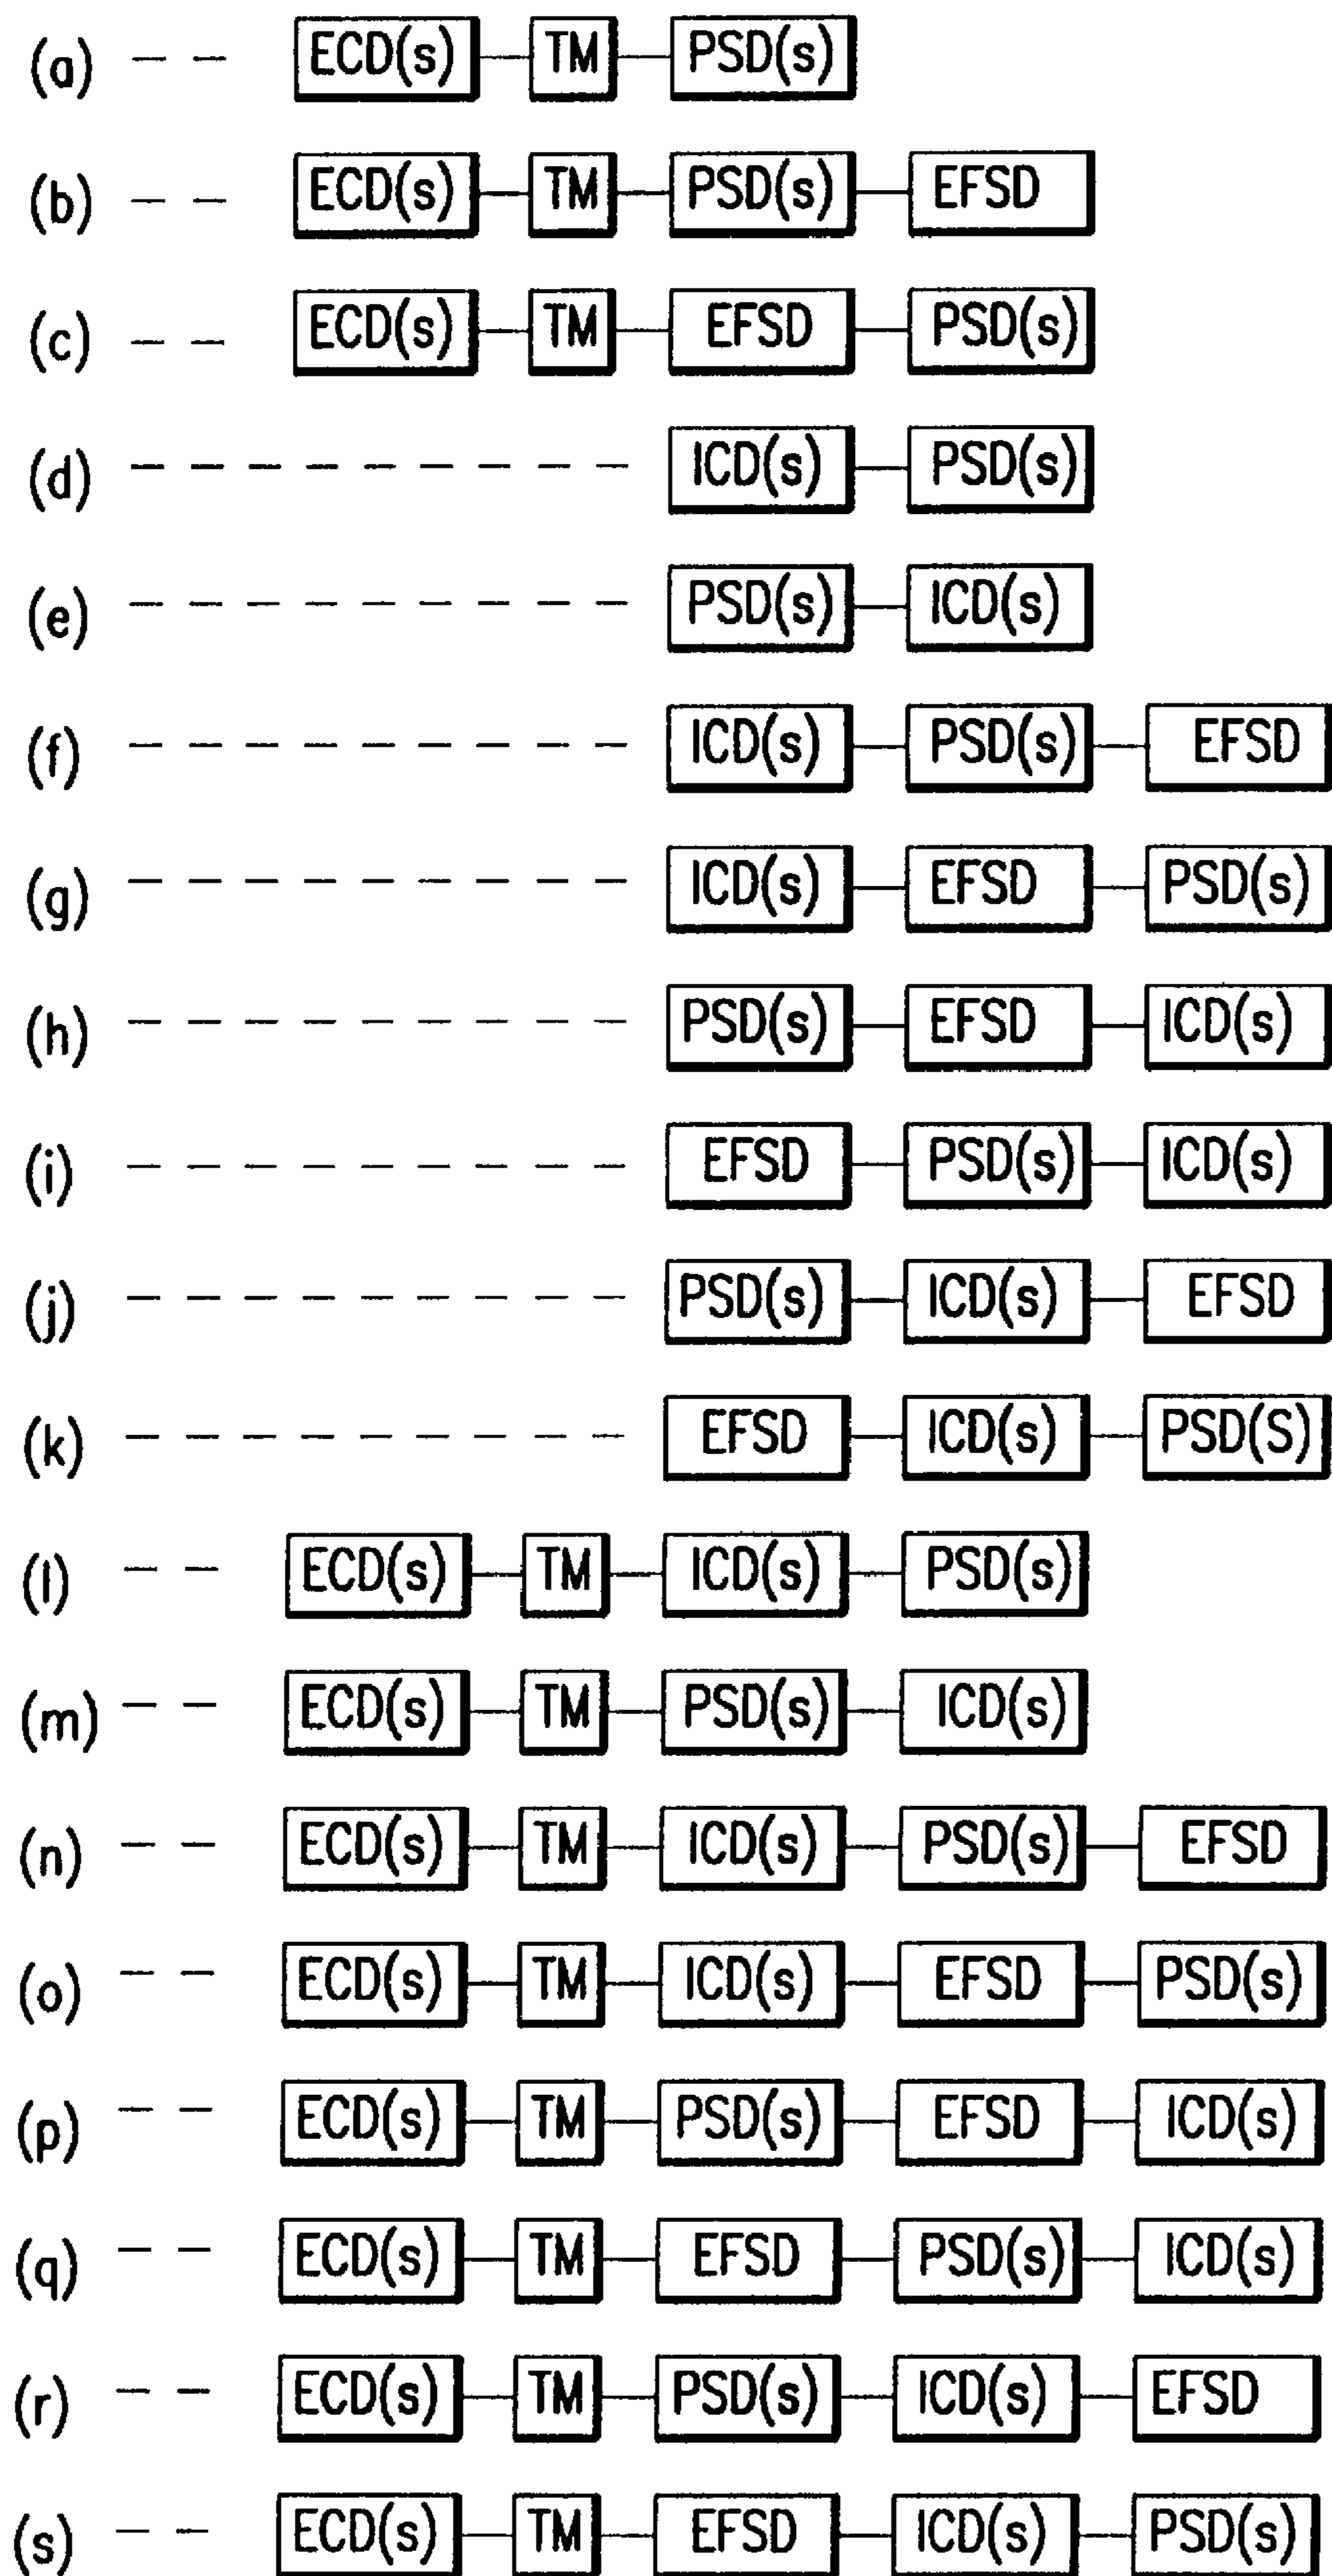 (a) ECD(s) TM PSD(s)
(b) ECD(s) TM PSD(s) EFSD
(c) ECD(s) TM EFSD PSD(s)
(d) ICD(s) PSD(s)
(e) PSD(s) ICD(s)
(f) ICD(s) PSD(s) EFSD
(g) ICD(s) EFSD PSD(s)
(h) PSD(s) EFSD ICD(s)
(i) EFSD PSD(s) ICD(s)
(j) PSD(s) ICD(s) EFSD
(k) EFSD ICD(s) PSD(S)
(l) ECD(s) TM ICD(s) PSD(s)
(m) ECD(s) TM PSD(s) ICD(s)
(n) ECD(s) TM ICD(s) PSD(s) EFSD
(o) ECD(s) TM ICD(s) EFSD PSD(s)
(p) ECD(s) TM PSD(s) EFSD ICD(s)
(q) ECD(s) TM EFSD PSD(s) ICD(s)
(r) ECD(s) TM PSD(s) ICD(s) EFSD
(s) ECD(s) TM EFSD ICD(s) PSD(s)